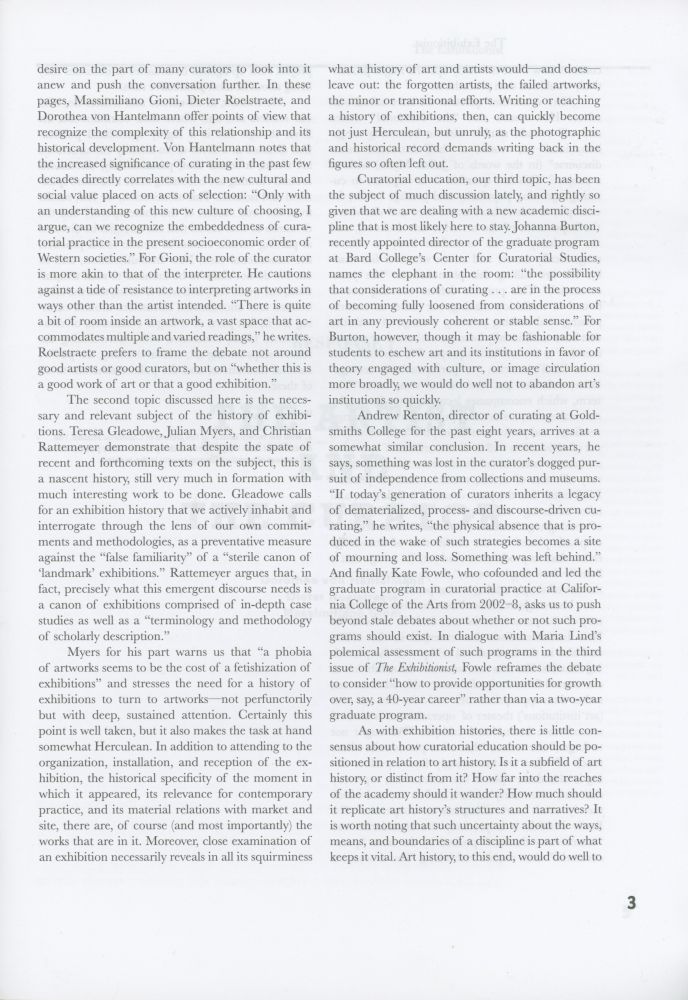 desire on the part of many curators to look into it
anew and push the conversation further. In these
pages, Massimiliano Gioni, Dieter Roelstraete, and
Dorothea von Hantelmann offer points of view that
recognize the complexity of this relationship and its
historical development. Von Hantelmann notes that
the increased significance of curating in the past few
decades directly correlates with the new cultural and
social value placed on acts of selection: “Only with
an understanding of this new culture of choosing, I
argue, can we recognize the embeddedness of cura-
torial practice in the present socioeconomic order of
Western societies.” For Gioni, the role of the curator
is more akin to that of the interpreter. He cautions
against a tide of resistance to interpreting artworks in
ways other than the artist intended. “There is quite
a bit of room inside an artwork, a vast space that ac-
commodates multiple and varied readings,” he writes.
Roelstraete prefers to frame the debate not around
good artists or good curators, but on “whether this is
a good work of art or that a good exhibition.”
The second topic discussed here is the neces-
sary and relevant subject of the history of exhibi-
tions. Teresa Gleadowe, Julian Myers, and Christian
Rattemeyer demonstrate that despite the spate of
recent and forthcoming texts on the subject, this is
a nascent history, still very much in formation with
much interesting work to be done. Gleadowe calls
for an exhibition history that we actively inhabit and
interrogate through the lens of our own commit-
ments and methodologies, as a preventative measure
against the “false familiarity” of a “sterile canon of
‘landmark’ exhibitions.” Rattemeyer argues that, in
fact, precisely what this emergent discourse needs is
a canon of exhibitions comprised of in-depth case
studies as well as a “terminology and methodology
of scholarly description.”
Myers for his part warns us that “a phobia
of artworks seems to be the cost of a fetishization of
exhibitions” and stresses the need for a history of
exhibitions to turn to artworks—not perfunctorily
but with deep, sustained attention. Certainly this
point is well taken, but it also makes the task at hand
somewhat Herculean. In addition to attending to the
organization, installation, and reception of the ex-
hibition, the historical specificity of the moment in
which it appeared, its relevance for contemporary
practice, and its material relations with market and
site, there are, of course (and most importantly) the
works that are in it. Moreover, close examination of
an exhibition necessarily reveals in all its squirminess
what a history of art and artists would—and does—
leave out: the forgotten artists, the failed artworks,
the minor or transitional efforts. Writing or teaching
a history of exhibitions, then, can quickly become
not just Herculean, but unruly, as the photographic
and historical record demands writing back in the
figures so often left out.
Curatorial education, our third topic, has been
the subject of much discussion lately, and rightly so
given that we are dealing with a new academic disci-
pline that is most likely here to stay. Johanna Burton,
recently appointed director of the graduate program
at Bard College’s Center for Curatorial Studies,
names the elephant in the room: “the possibility
that considerations of curating . . . are in the process
of becoming fully loosened from considerations of
art in any previously coherent or stable sense.” For
Burton, however, though it may be fashionable for
students to eschew art and its institutions in favor of
theory engaged with culture, or image circulation
more broadly, we would do well not to abandon art’s
institutions so quickly.
Andrew Renton, director of curating at Gold-
smiths College for the past eight years, arrives at a
somewhat similar conclusion. In recent years, he
says, something was lost in the curator’s dogged pur-
suit of independence from collections and museums.
“If today’s generation of curators inherits a legacy
of dematerialized, process- and discourse-driven cu-
rating,” he writes, “the physical absence that is pro-
duced in the wake of such strategies becomes a site
of mourning and loss. Something was left behind.”
And finally Kate Fowle, who cofounded and led the
graduate program in curatorial practice at Califor-
nia College of the Arts from 2002–8, asks us to push
beyond stale debates about whether or not such pro-
grams should exist. In dialogue with Maria Lind’s
polemical assessment of such programs in the third
issue of The Exhibitionist, Fowle reframes the debate
to consider “how to provide opportunities for growth
over, say, a 40-year career” rather than via a two-year
graduate program.
As with exhibition histories, there is little con-
sensus about how curatorial education should be po-
sitioned in relation to art history. Is it a subfield of art
history, or distinct from it? How far into the reaches
of the academy should it wander? How much should
it replicate art history’s structures and narratives? It
is worth noting that such uncertainty about the ways,
means, and boundaries of a discipline is part of what
keeps it vital. Art history, to this end, would do well to
3